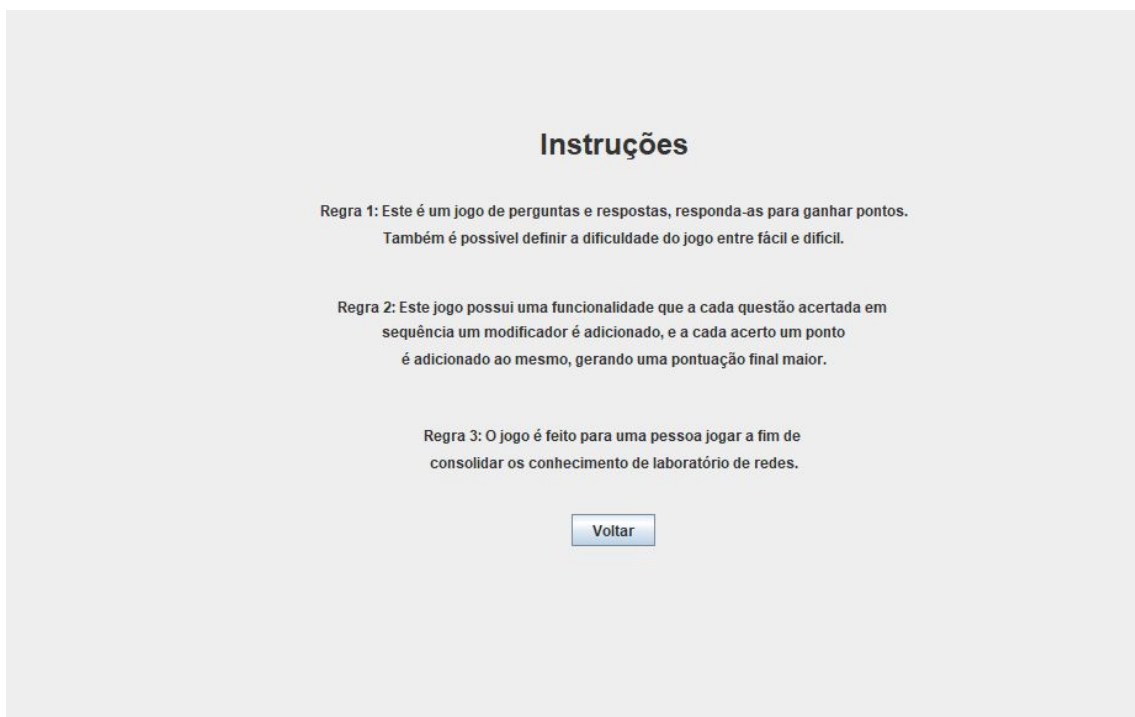 Instruções
Regra 1: Este é um jogo de perguntas e respostas, responda-as para ganhar pontos.
Também é possível definir a dificuldade do jogo entre fácil e difícil.
Regra 2: Este jogo possui uma funcionalidade que a cada questão acertada em
sequência um modificador é adicionado, e a cada acerto um ponto
é adicionado ao mesmo, gerando uma pontuação final maior.
Regra 3: O jogo é feito para uma pessoa jogar a fim de
consolidar os conhecimento de laboratório de redes.
Voltar